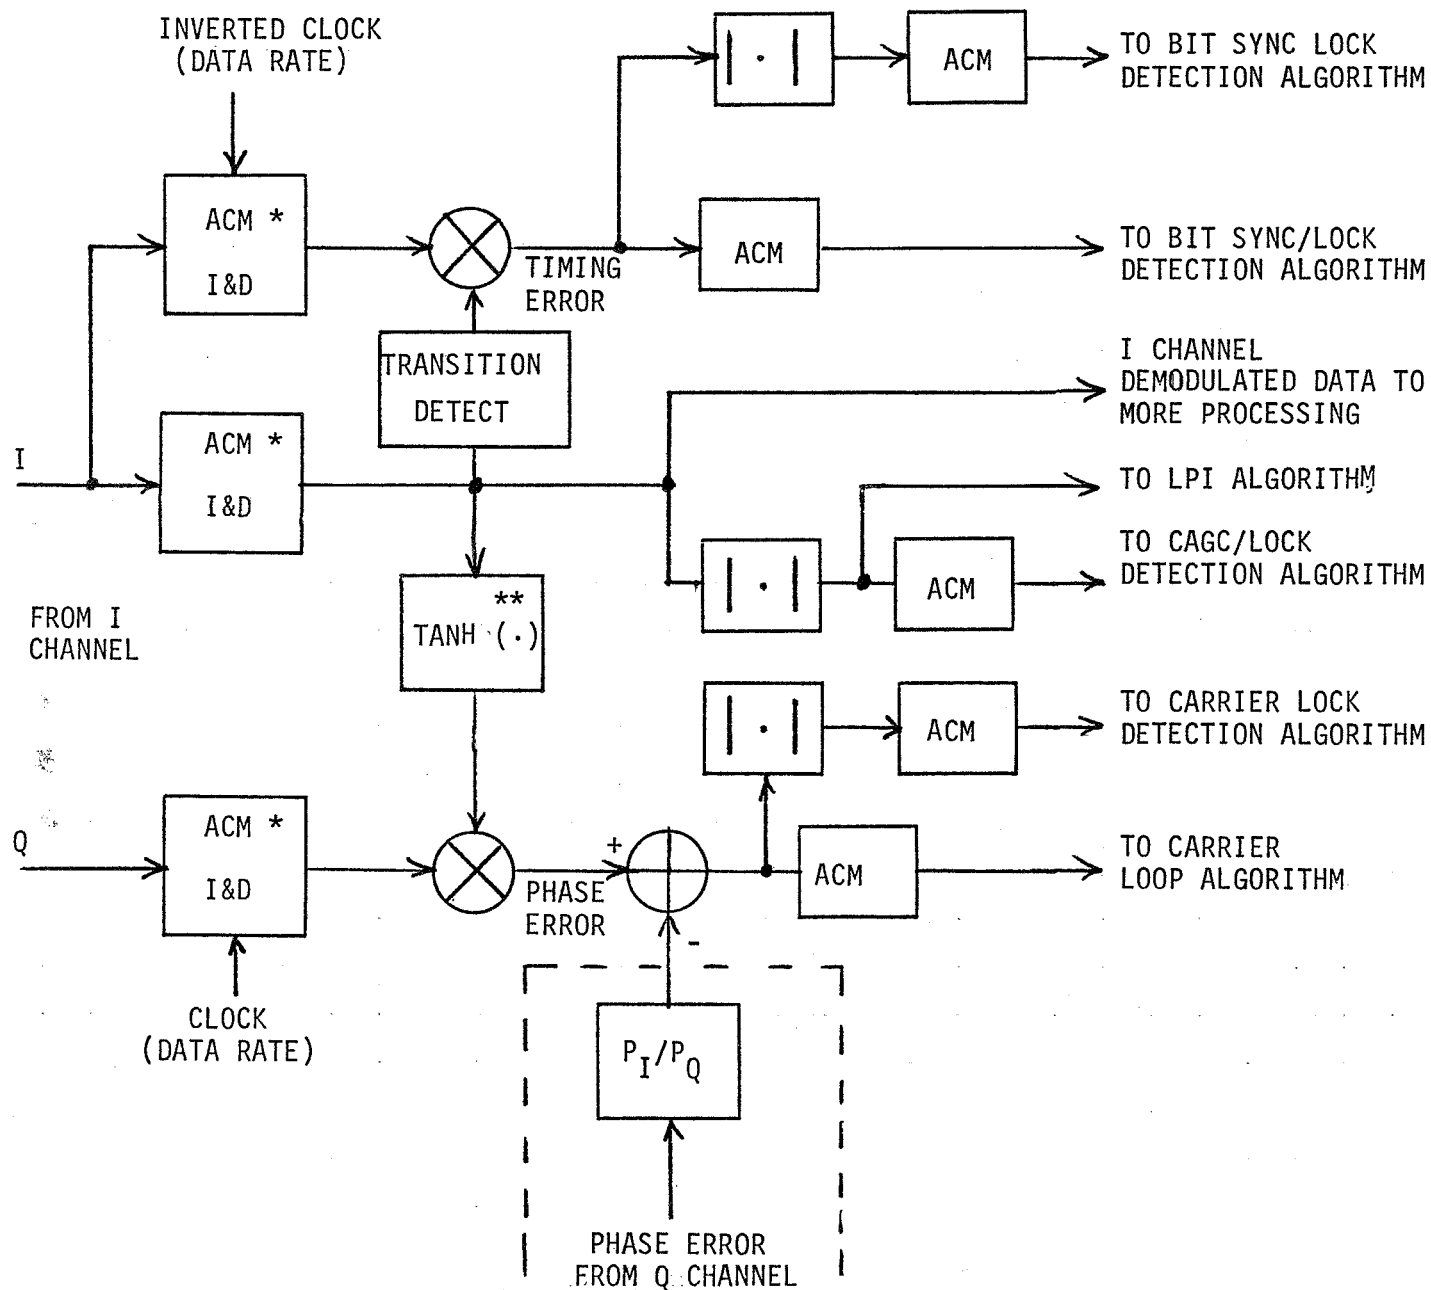 INVERTED CLOCK
(DATA RATE)
| · |
ACM
TO BIT SYNC LOCK
DETECTION ALGORITHM
ACM *
I&D
TIMING
ERROR
ACM
TO BIT SYNC/LOCK
DETECTION ALGORITHM
TRANSITION
DETECT
I CHANNEL
DEMODULATED DATA TO
MORE PROCESSING
I
ACM *
I&D
TO LPI ALGORITHM
| · |
ACM
TO CAGC/LOCK
DETECTION ALGORITHM
FROM I
CHANNEL
**
TANH (·)
| · |
ACM
TO CARRIER LOCK
DETECTION ALGORITHM
Q
ACM *
I&D
PHASE
ERROR
+
-
ACM
TO CARRIER
LOOP ALGORITHM
CLOCK
(DATA RATE)
PI/PQ
PHASE ERROR
FROM Q CHANNEL